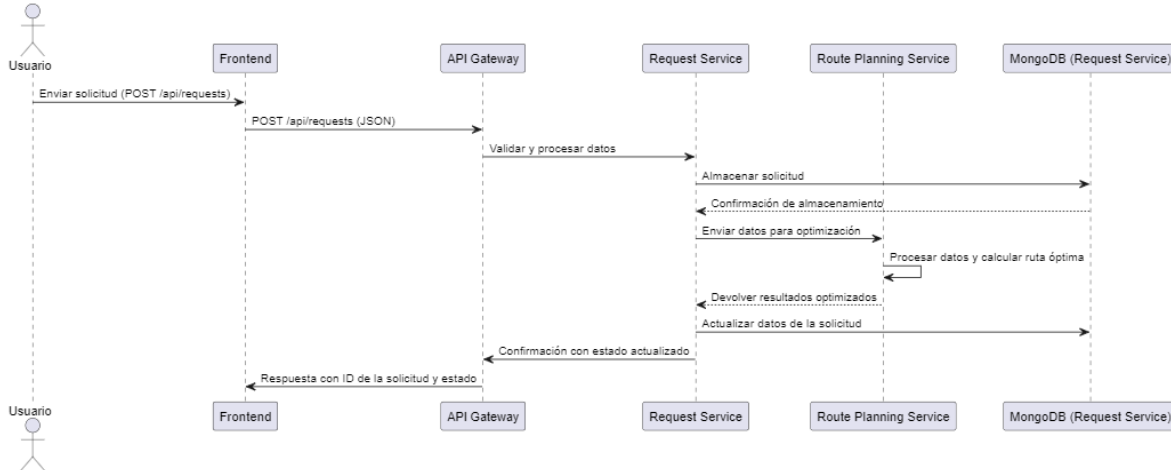 Usuario
Frontend
API Gateway
Request Service
Route Planning Service
MongoDB (Request Service)
Enviar solicitud (POST /api/requests)
POST /api/requests (JSON)
Validar y procesar datos
Almacenar solicitud
Confirmación de almacenamiento
Enviar datos para optimización
Procesar datos y calcular ruta óptima
Devolver resultados optimizados
Actualizar datos de la solicitud
Confirmación con estado actualizado
Respuesta con ID de la solicitud y estado
Usuario
Frontend
API Gateway
Request Service
Route Planning Service
MongoDB (Request Service)